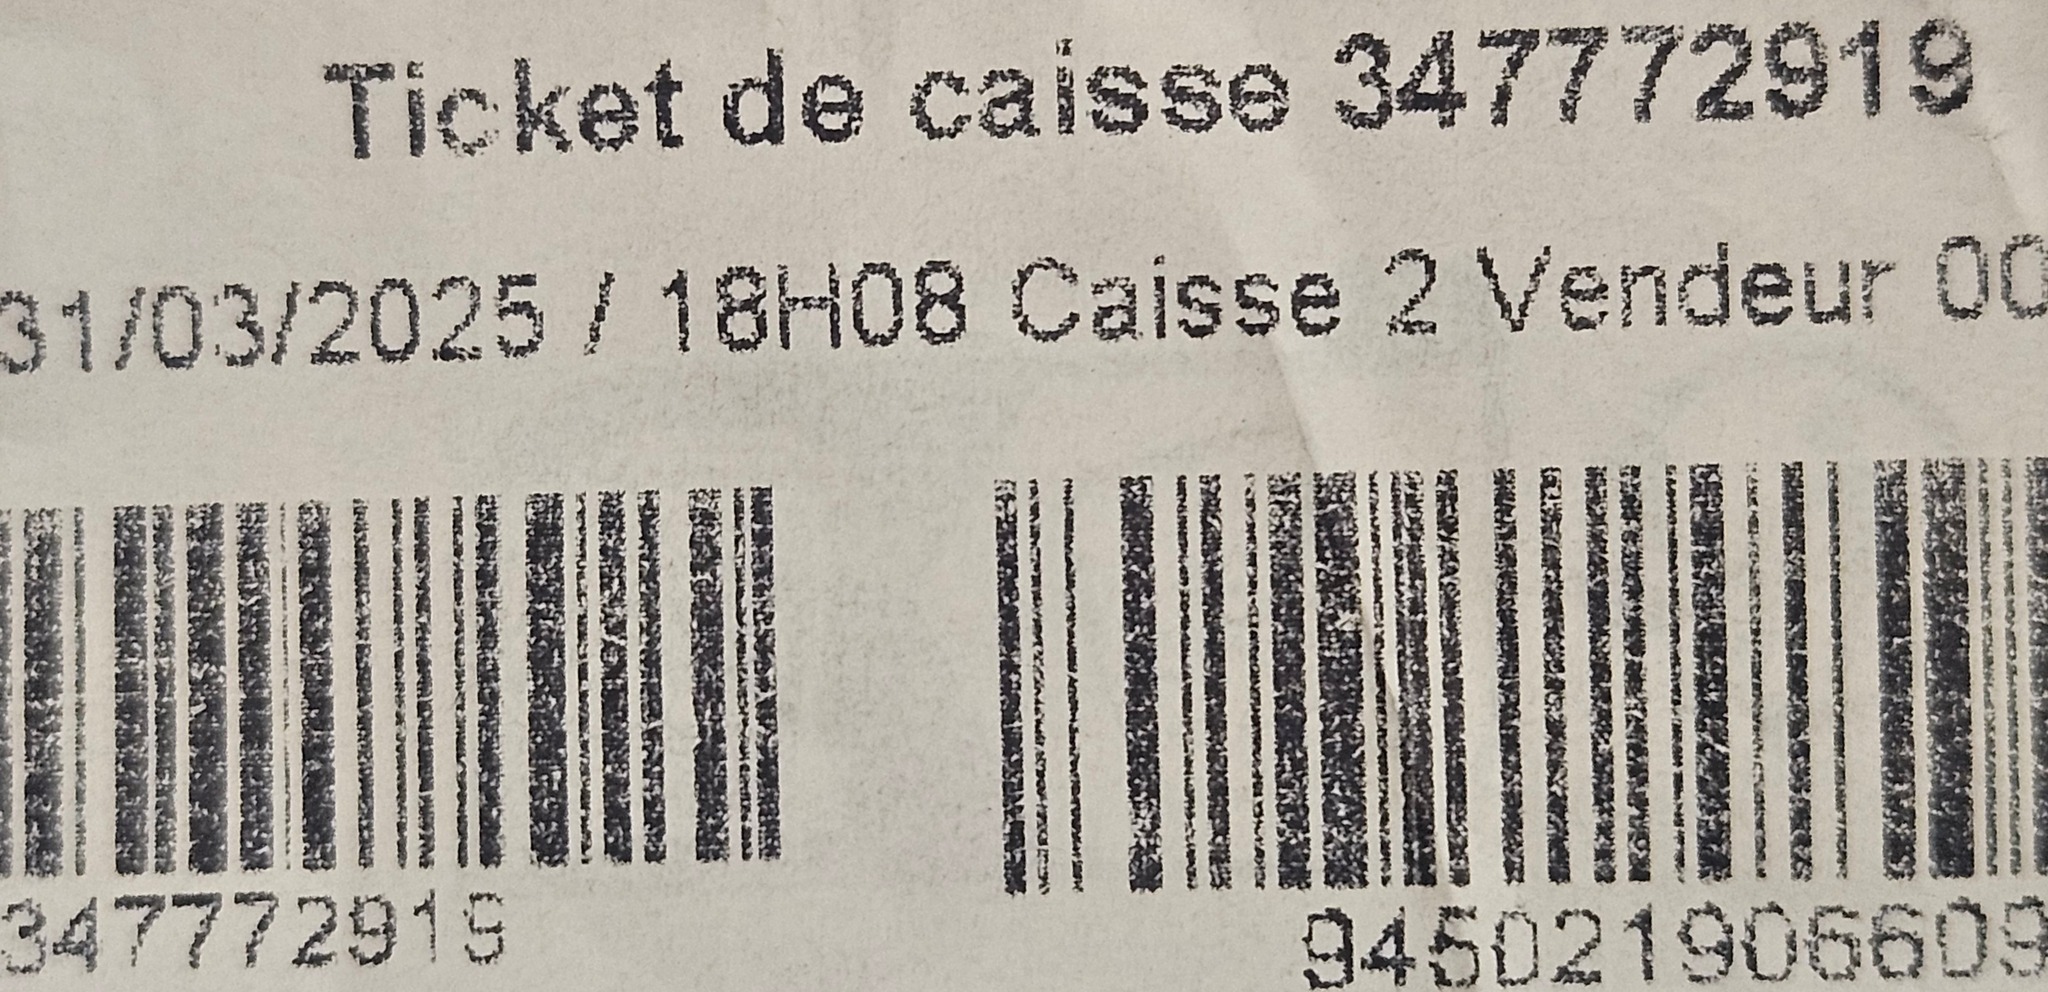 Ticket de caisse 347772919
31/03/2025 / 18H08 Caisse 2 Vendeur 00
347772919
945021906609